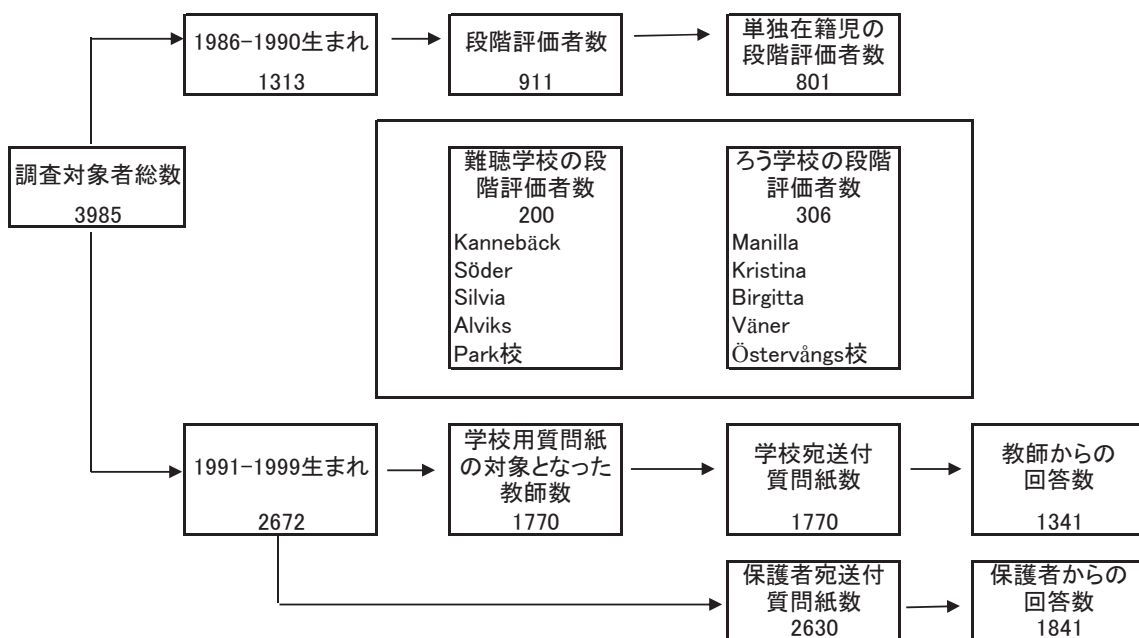 1986-1990生まれ
1313
段階評価者数
911
単独在籍児の
段階評価者数
801
調査対象者総数
3985
難聴学校の段
階評価者数
200
Kannebäck
Söder
Silvia
Alviks
Park校
ろう学校の段階
評価者数
306
Manilla
Kristina
Birgitta
Väner
Östervångs校
1991-1999生まれ
2672
学校用質問紙
の対象となった
教師数
1770
学校宛送付
質問紙数
1770
教師からの
回答数
1341
保護者宛送付
質問紙数
2630
保護者からの
回答数
1841